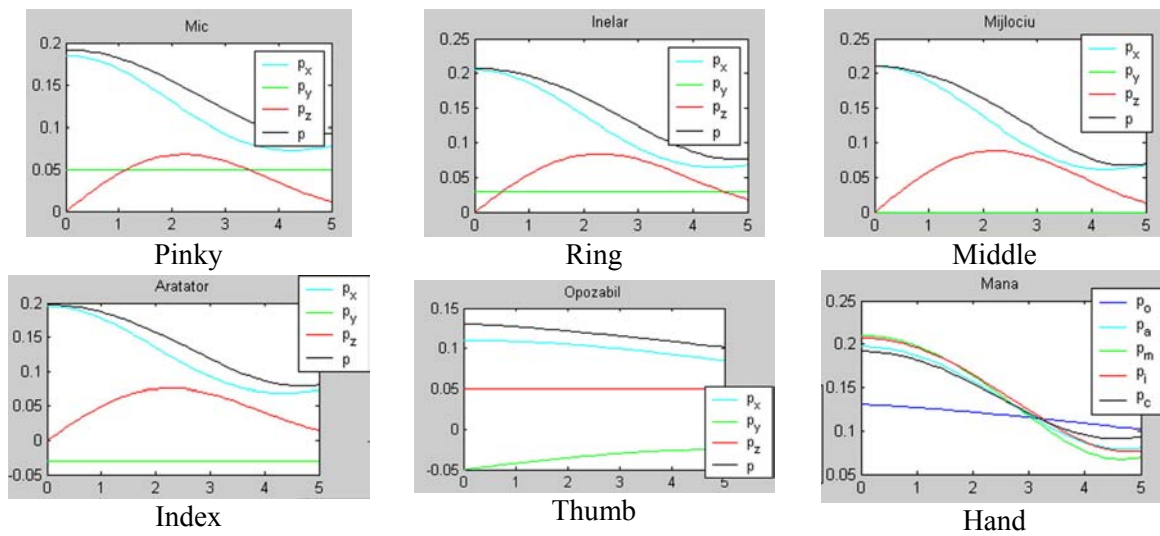 Mic
0.2
0.15
0.1
0.05
0
0 1 2 3 4 5
p_x
p_y
p_z
p
Pinky
Inelar
0.25
0.2
0.15
0.1
0.05
0
0 1 2 3 4 5
p_x
p_y
p_z
p
Ring
Mijlociu
0.25
0.2
0.15
0.1
0.05
0
0 1 2 3 4 5
p_x
p_y
p_z
p
Middle
Aratator
0.2
0.15
0.1
0.05
0
-0.05
0 1 2 3 4 5
p_x
p_y
p_z
p
Index
Opozabil
0.15
0.1
0.05
0
-0.05
0 1 2 3 4 5
p_x
p_y
p_z
p
Thumb
Mana
0.25
0.2
0.15
0.1
0.05
0 1 2 3 4 5
p_o
p_a
p_m
p_i
p_c
Hand